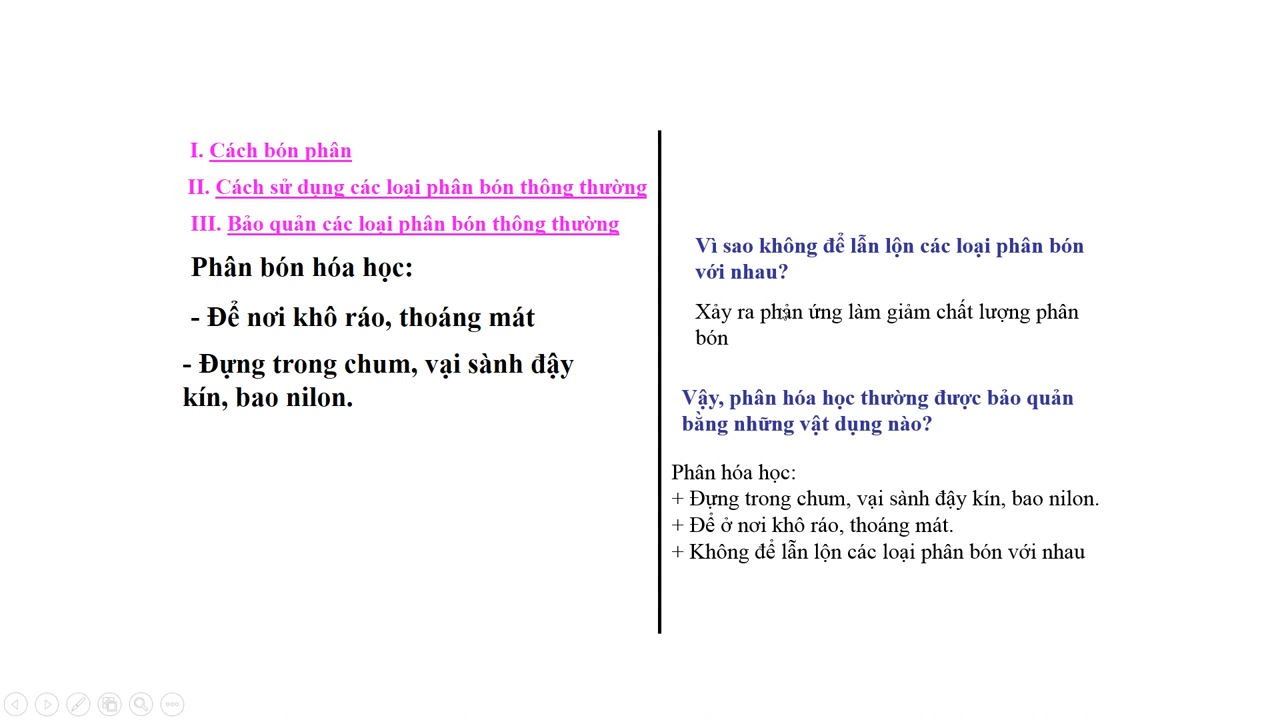 I. Cách bón phân
II. Cách sử dụng các loại phân bón thông thường
III. Bảo quản các loại phân bón thông thường
Phân bón hóa học:
- Để nơi khô ráo, thoáng mát
- Đựng trong chum, vại sành đậy
kín, bao nilon.
Vì sao không để lẫn lộn các loại phân bón
với nhau?
Xảy ra phản ứng làm giảm chất lượng phân
bón
Vậy, phân hóa học thường được bảo quản
bằng những vật dụng nào?
Phân hóa học:
+ Đựng trong chum, vại sành đậy kín, bao nilon.
+ Để ở nơi khô ráo, thoáng mát.
+ Không để lẫn lộn các loại phân bón với nhau